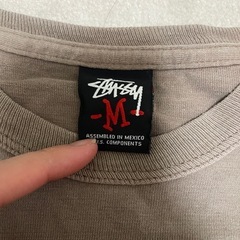 STÜSSY
-M-
ASSEMBLED IN MEXICO
U.S. COMPONENTS